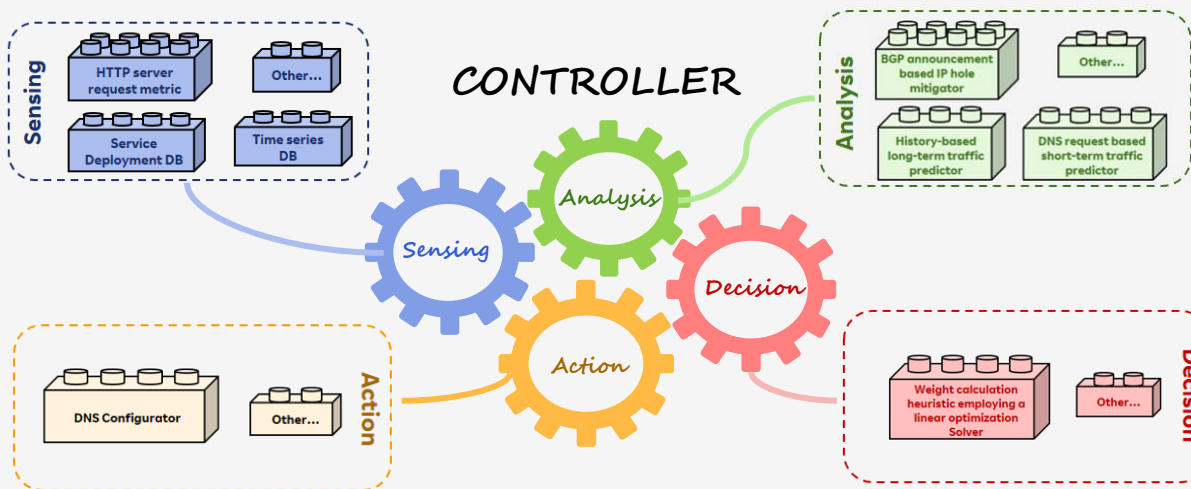 Sensing
HTTP server
request metric
Other...
Service
Deployment DB
Time series
DB
CONTROLLER
Analysis
BGP announcement
based IP hole
mitigator
Other...
History-based
long-term traffic
predictor
DNS request based
short-term traffic
predictor
Analysis
Sensing
Decision
Action
DNS Configurator
Other...
Action
Weight calculation
heuristic employing a
linear optimization
Solver
Other...
Decision